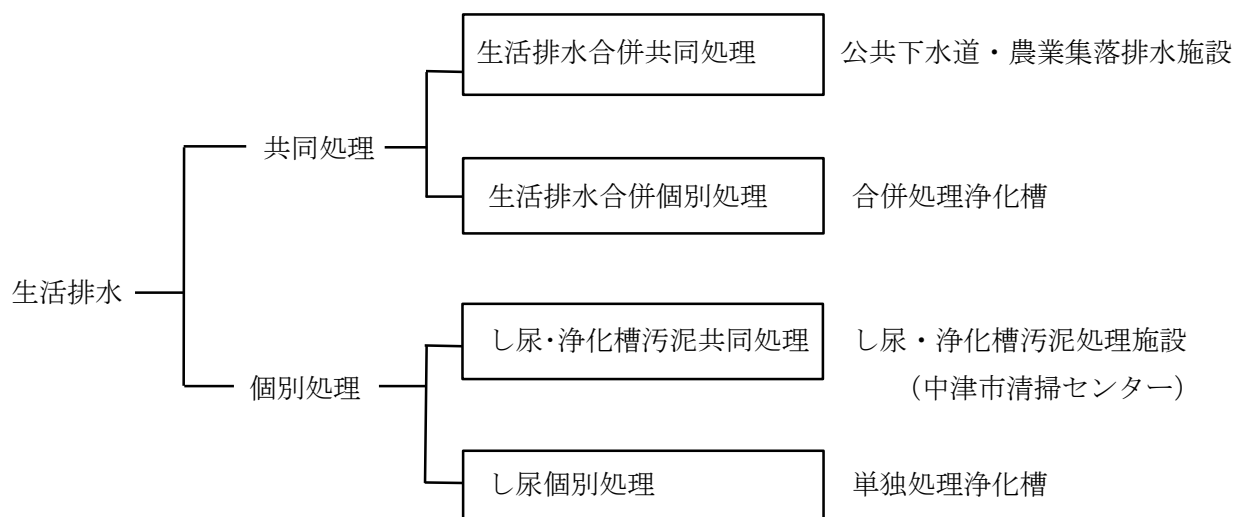 生活排水合併共同処理 公共下水道・農業集落排水施設
共同処理
生活排水合併個別処理 合併処理浄化槽
生活排水
し尿・浄化槽汚泥共同処理 し尿・浄化槽汚泥処理施設
（中津市清掃センター）
個別処理
し尿個別処理 単独処理浄化槽